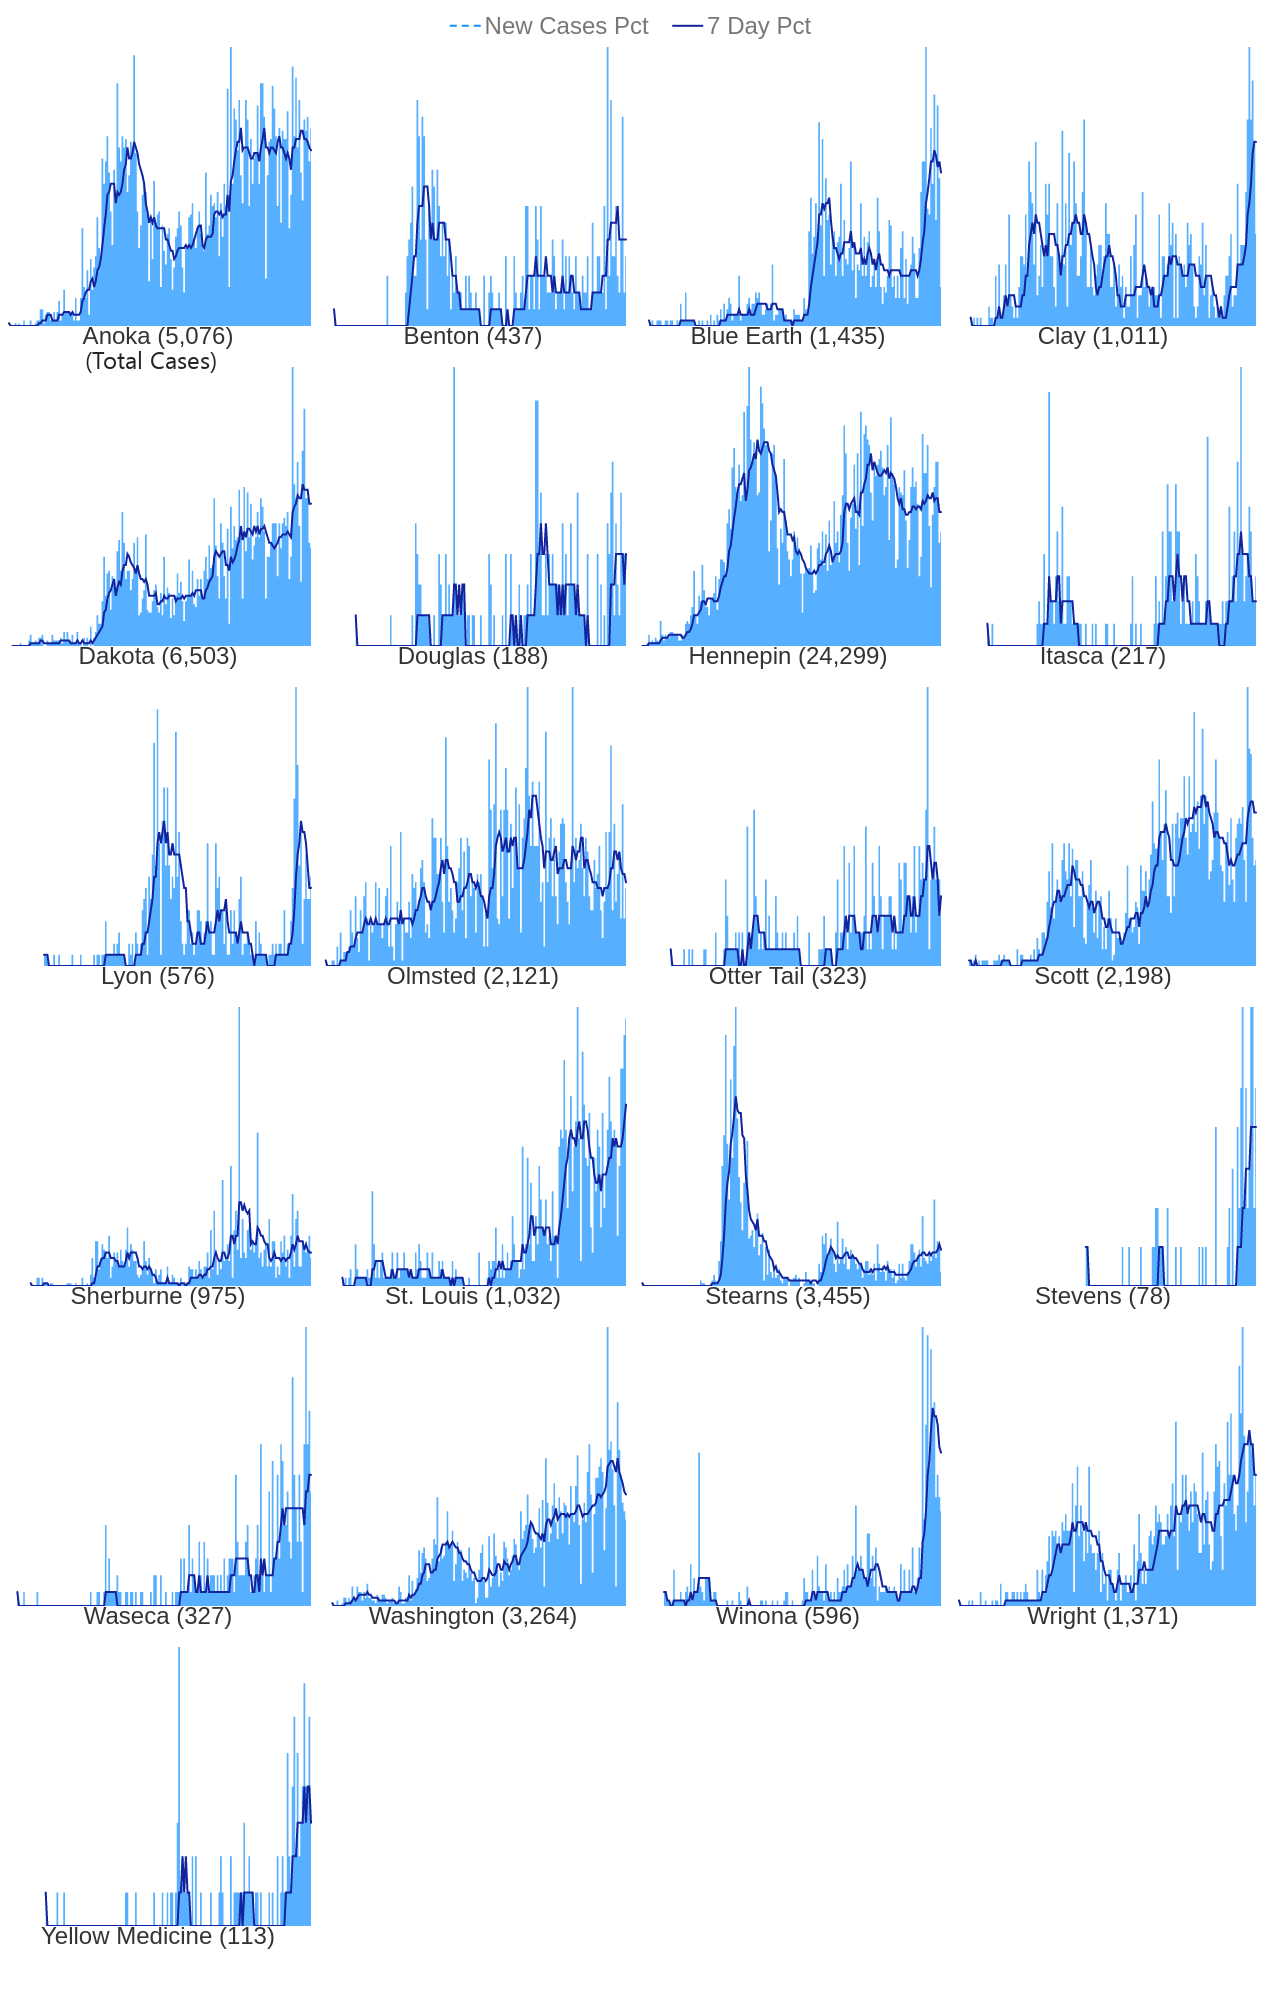 New Cases Pct 7 Day Pct
Anoka (5,076) Benton (437) Blue Earth (1,435) Clay (1,011)
(Total Cases)
Dakota (6,503) Douglas (188) Hennepin (24,299) Itasca (217)
Lyon (576) Olmsted (2,121) Otter Tail (323) Scott (2,198)
Sherburne (975) St. Louis (1,032) Stearns (3,455) Stevens (78)
Waseca (327) Washington (3,264) Winona (596) Wright (1,371)
Yellow Medicine (113)